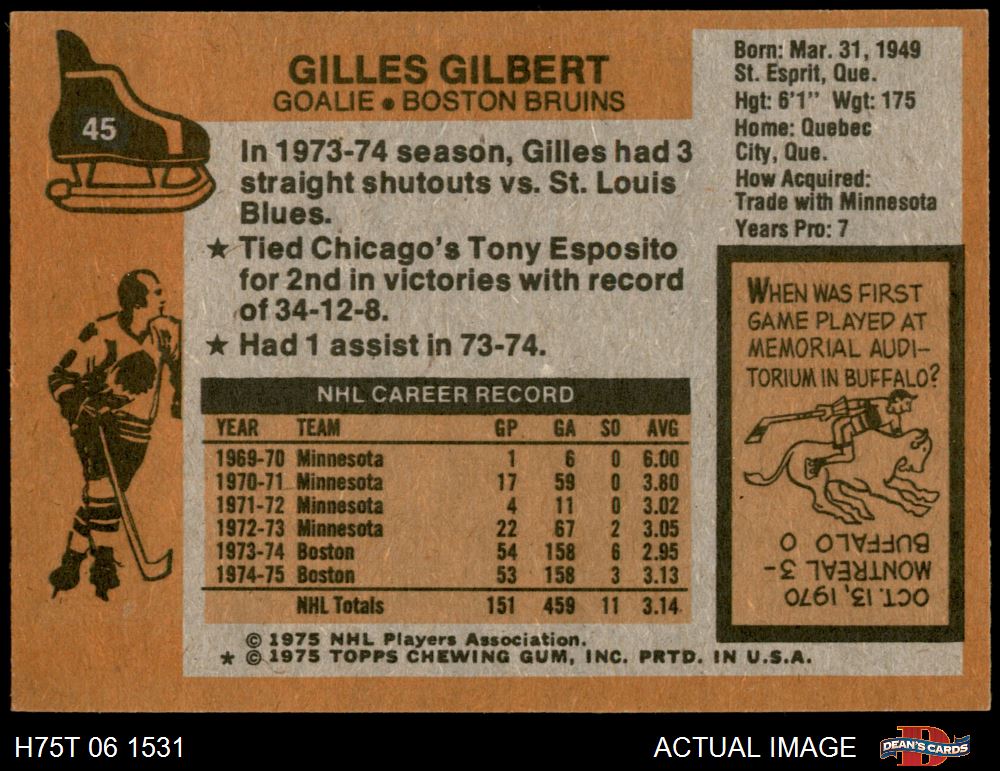 45
GILLES GILBERT
GOALIE • BOSTON BRUINS
In 1973-74 season, Gilles had 3
straight shutouts vs. St. Louis
Blues.
★ Tied Chicago's Tony Esposito
for 2nd in victories with record
of 34-12-8.
★ Had 1 assist in 73-74.
NHL CAREER RECORD
YEAR TEAM GP GA SO AVG
1969-70 Minnesota 1 6 0 6.00
1970-71 Minnesota 17 59 0 3.80
1971-72 Minnesota 4 11 0 3.02
1972-73 Minnesota 22 67 2 3.05
1973-74 Boston 54 158 6 2.95
1974-75 Boston 53 158 3 3.13
NHL Totals 151 459 11 3.14
© 1975 NHL Players Association.
★ © 1975 TOPPS CHEWING GUM, INC. PRTD. IN U.S.A.
Born: Mar. 31, 1949
St. Esprit, Que.
Hgt: 6'1" Wgt: 175
Home: Quebec
City, Que.
How Acquired:
Trade with Minnesota
Years Pro: 7
WHEN WAS FIRST
GAME PLAYED AT
MEMORIAL AUDI-
TORIUM IN BUFFALO?
OCT. 13, 1970
MONTREAL 3-
BUFFALO 0
H75T 06 1531
ACTUAL IMAGE
DEAN'S CARDS